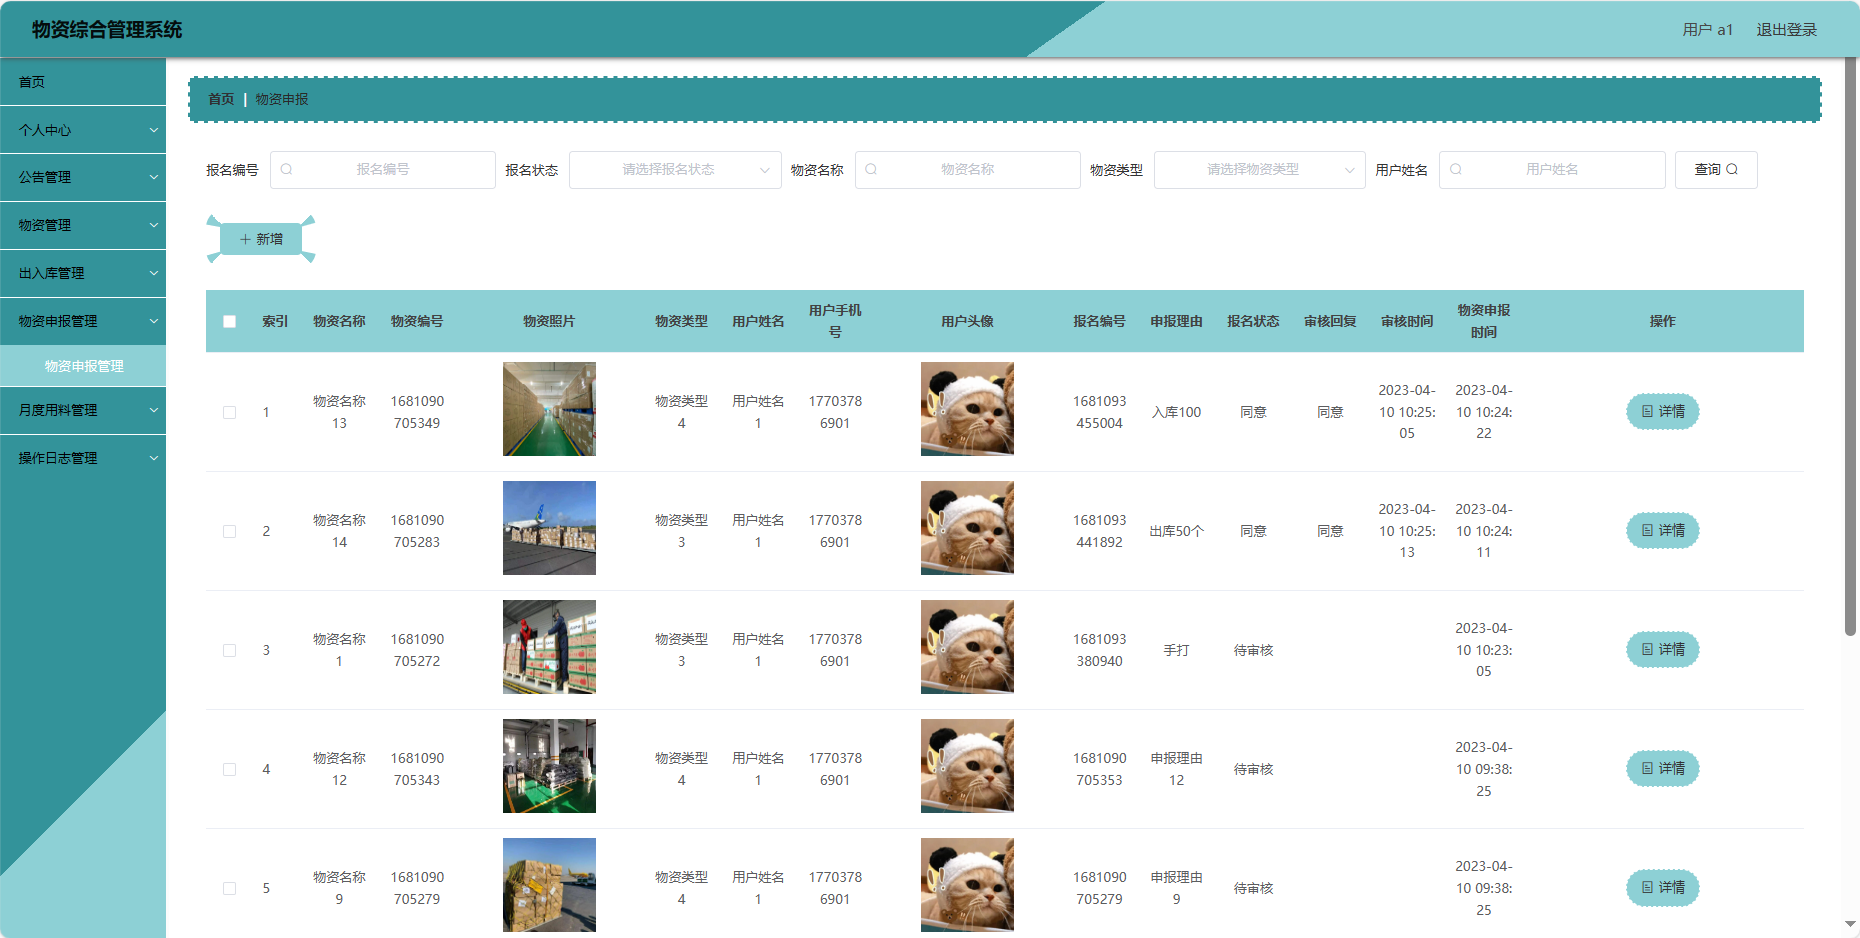 物资综合管理系统
用户 a1
退出登录
首页
个人中心
公告管理
物资管理
出入库管理
物资申报管理
物资申报管理
月度用料管理
操作日志管理
首页 | 物资申报
报名编号 报名编号 报名状态 请选择报名状态 物资名称 物资名称 物资类型 请选择物资类型 用户姓名 用户姓名 查询
+ 新增
索引 物资名称 物资编号 物资照片 物资类型 用户姓名 用户手机号 用户头像 报名编号 申报理由 报名状态 审核回复 审核时间 物资申报时间 操作
1 物资名称13 1681090705349 物资类型4 用户姓名1 17703786901 1681093455004 入库100 同意 同意 2023-04-10 10:25:05 2023-04-10 10:24:22 详情
2 物资名称14 1681090705283 物资类型3 用户姓名1 17703786901 1681093441892 出库50个 同意 同意 2023-04-10 10:25:13 2023-04-10 10:24:11 详情
3 物资名称1 1681090705272 物资类型3 用户姓名1 17703786901 1681093380940 手打 待审核 2023-04-10 10:23:05 详情
4 物资名称12 1681090705343 物资类型4 用户姓名1 17703786901 1681090705353 申报理由12 待审核 2023-04-10 09:38:25 详情
5 物资名称9 1681090705279 物资类型4 用户姓名1 17703786901 1681090705279 申报理由9 待审核 2023-04-10 09:38:25 详情